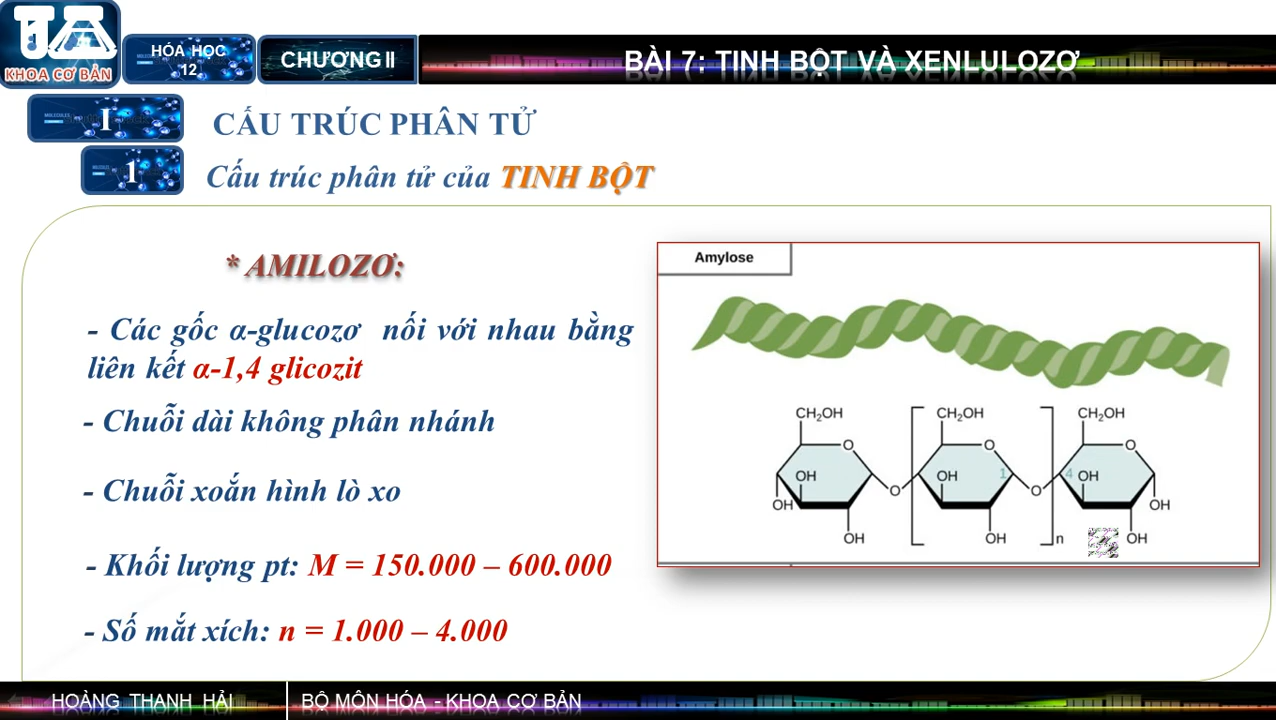 KHOA CƠ BẢN
HÓA HỌC
12
CHƯƠNG II
BÀI 7: TINH BỘT VÀ XENLULOZƠ
I
CẤU TRÚC PHÂN TỬ
1
Cấu trúc phân tử của TINH BỘT
* AMILOZƠ:
- Các gốc α-glucozơ nối với nhau bằng
liên kết α-1,4 glicozit
- Chuỗi dài không phân nhánh
- Chuỗi xoắn hình lò xo
- Khối lượng pt: M = 150.000 – 600.000
- Số mắt xích: n = 1.000 – 4.000
Amylose
CH₂OH CH₂OH CH₂OH
O O O
OH OH 1 4 OH
OH O O OH
OH OH n OH
HOÀNG THANH HẢI
BỘ MÔN HÓA - KHOA CƠ BẢN